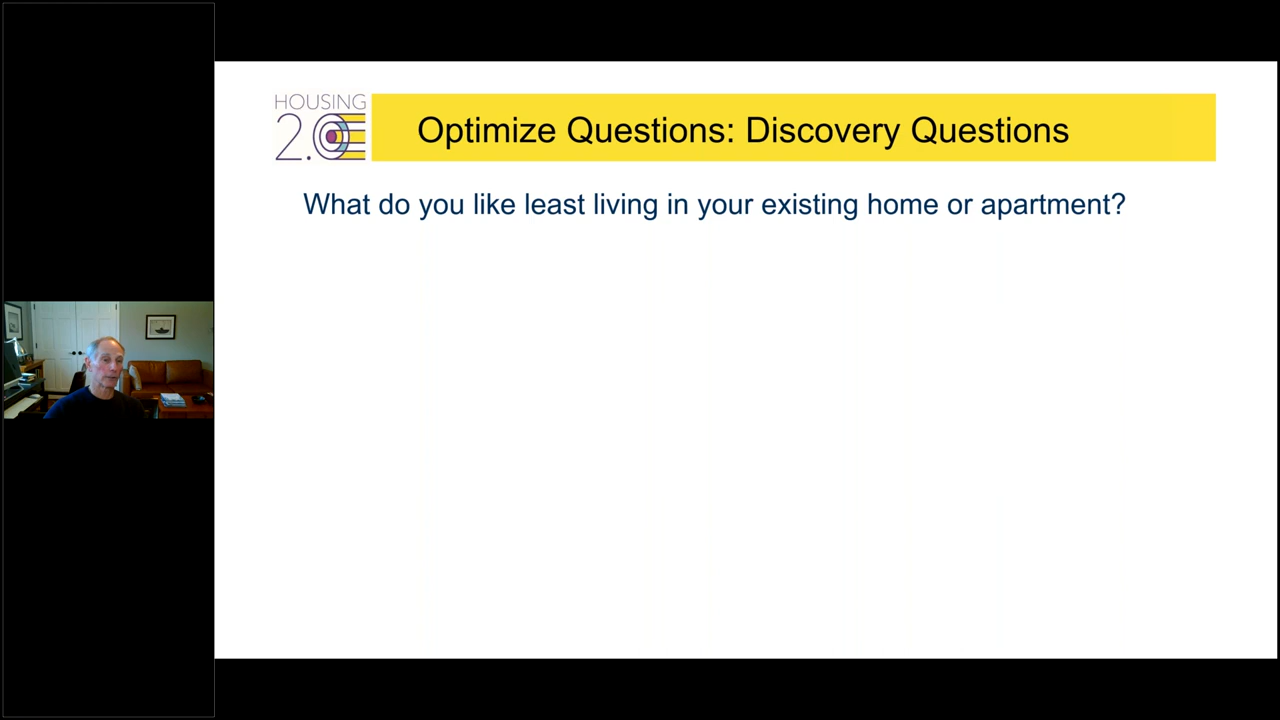 HOUSING
2.0
Optimize Questions: Discovery Questions
What do you like least living in your existing home or apartment?